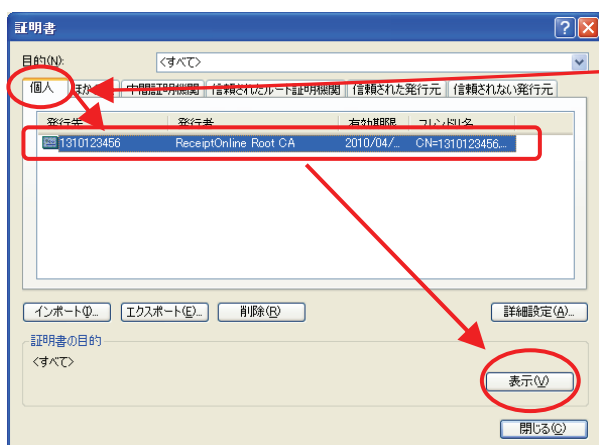 証明書
目的(N):
<すべて>
個人 ほか 中間証明機関 信頼されたルート証明機関 信頼された発行元 信頼されない発行元
発行先 発行者 有効期限 フレンドリ名
1310123456 ReceiptOnline Root CA 2010/04/... CN=1310123456,...
インポート(I)... エクスポート(E)... 削除(R) 詳細設定(A)...
証明書の目的
<すべて>
表示(V)
閉じる(C)